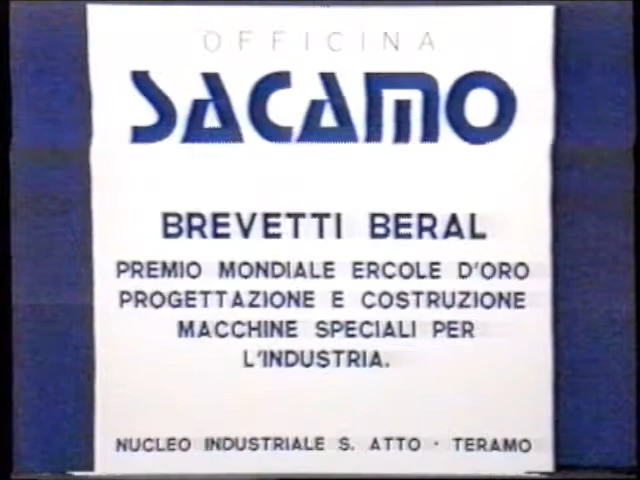 OFFICINA
SACAMO
BREVETTI BERAL
PREMIO MONDIALE ERCOLE D'ORO
PROGETTAZIONE E COSTRUZIONE
MACCHINE SPECIALI PER
L'INDUSTRIA.
NUCLEO INDUSTRIALE S. ATTO · TERAMO